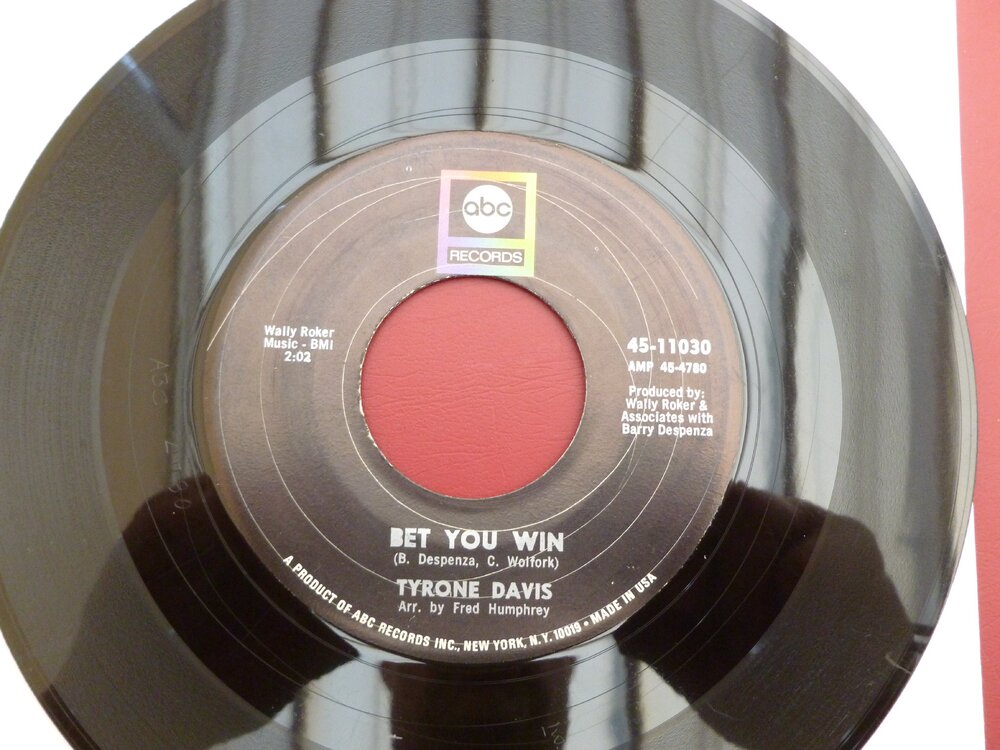 abc
RECORDS
Wally Roker
Music - BMI
2:02
45-11030
AMP 45-4780
Produced by:
Wally Roker &
Associates with
Barry Despenza
BET YOU WIN
(B. Despenza, C. Wolfork)
TYRONE DAVIS
Arr. by Fred Humphrey
A PRODUCT OF ABC RECORDS INC., NEW YORK, N.Y. 10019 • MADE IN USA